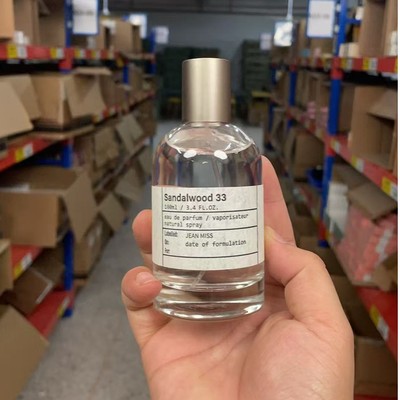 Sandalwood 33
100ml / 3.4 FL.OZ.
eau de parfum / vaporisateur
natural spray
JEAN MISS
date of formulation